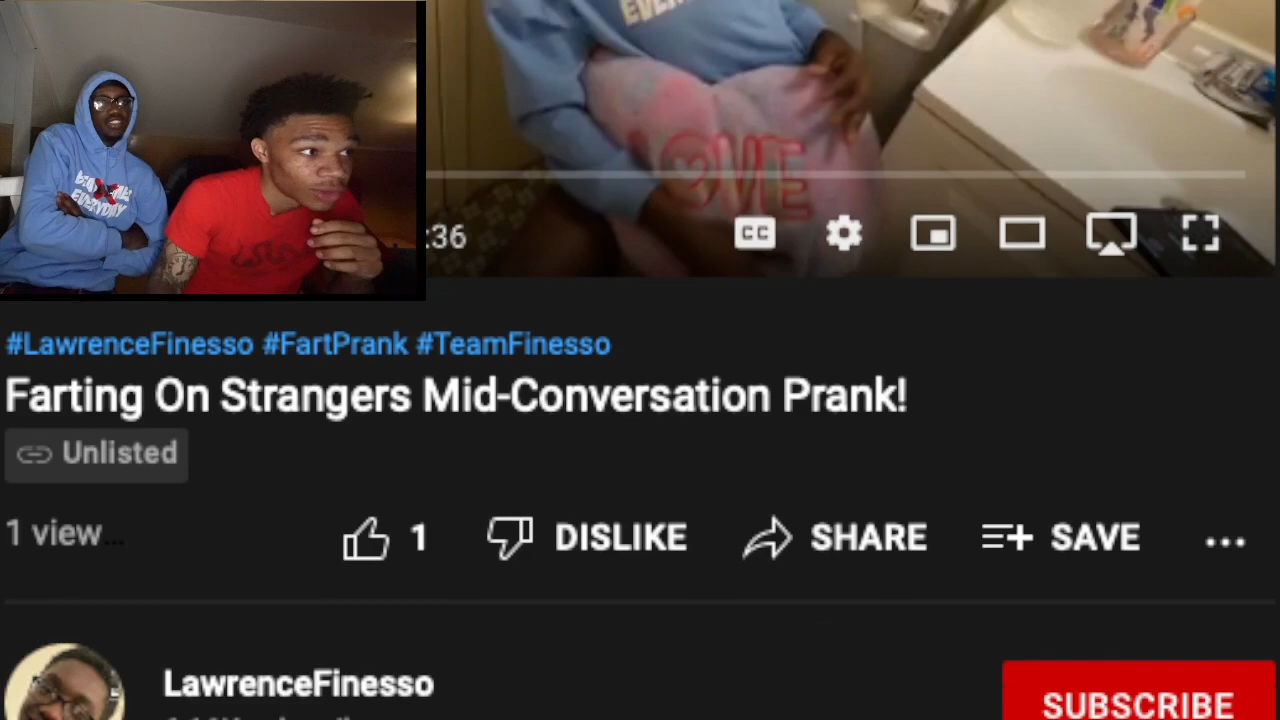 EVERYDAY
LOVE
:36
CC
#LawrenceFinesso #FartPrank #TeamFinesso
Farting On Strangers Mid-Conversation Prank!
Unlisted
1 view
1
DISLIKE
SHARE
SAVE
...
LawrenceFinesso
SUBSCRIBE